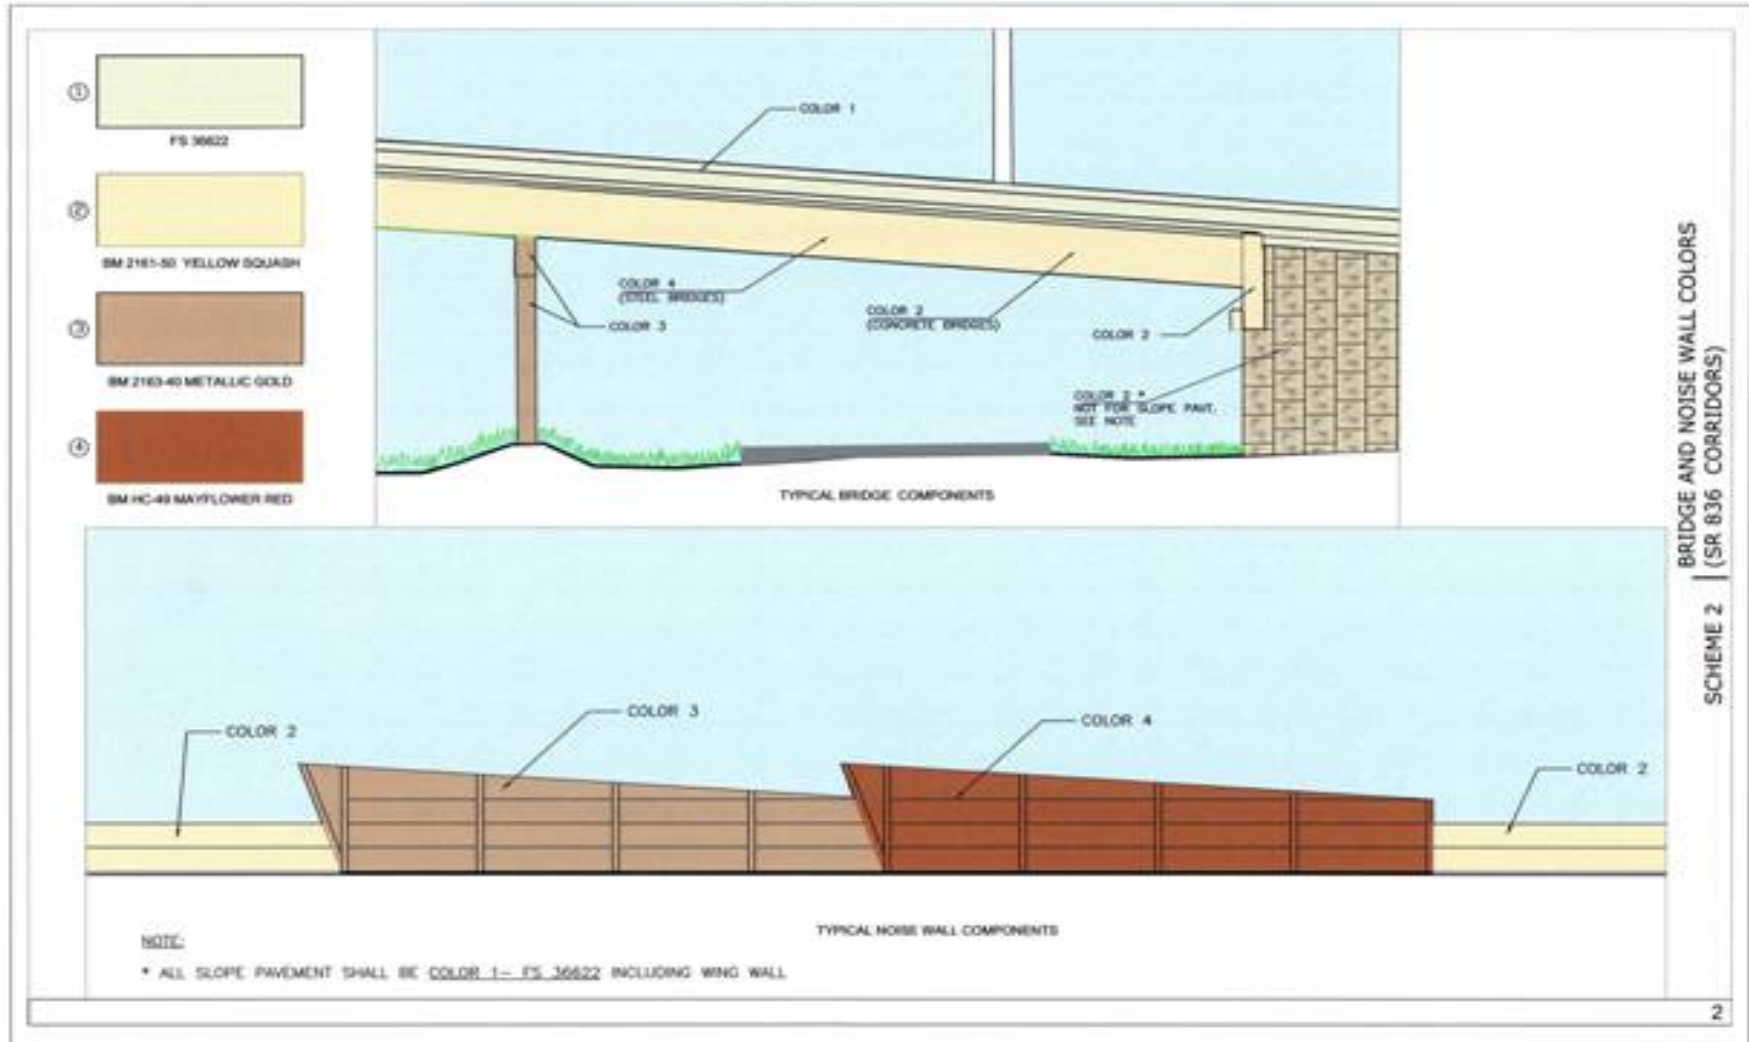 1
FS 36622
2
BM 2161-50 YELLOW SQUASH
3
BM 2163-40 METALLIC GOLD
4
BM HC-49 MAYFLOWER RED
COLOR 1
COLOR 4
(STEEL BRIDGES)
COLOR 3
COLOR 2
(CONCRETE BRIDGES)
COLOR 2
COLOR 2 *
NOT FOR SLOPE PAVT.
SEE NOTE
TYPICAL BRIDGE COMPONENTS
COLOR 2
COLOR 3
COLOR 4
COLOR 2
TYPICAL NOISE WALL COMPONENTS
NOTE:
* ALL SLOPE PAVEMENT SHALL BE COLOR 1- FS 36622 INCLUDING WING WALL
SCHEME 2
BRIDGE AND NOISE WALL COLORS
(SR 836 CORRIDORS)
2